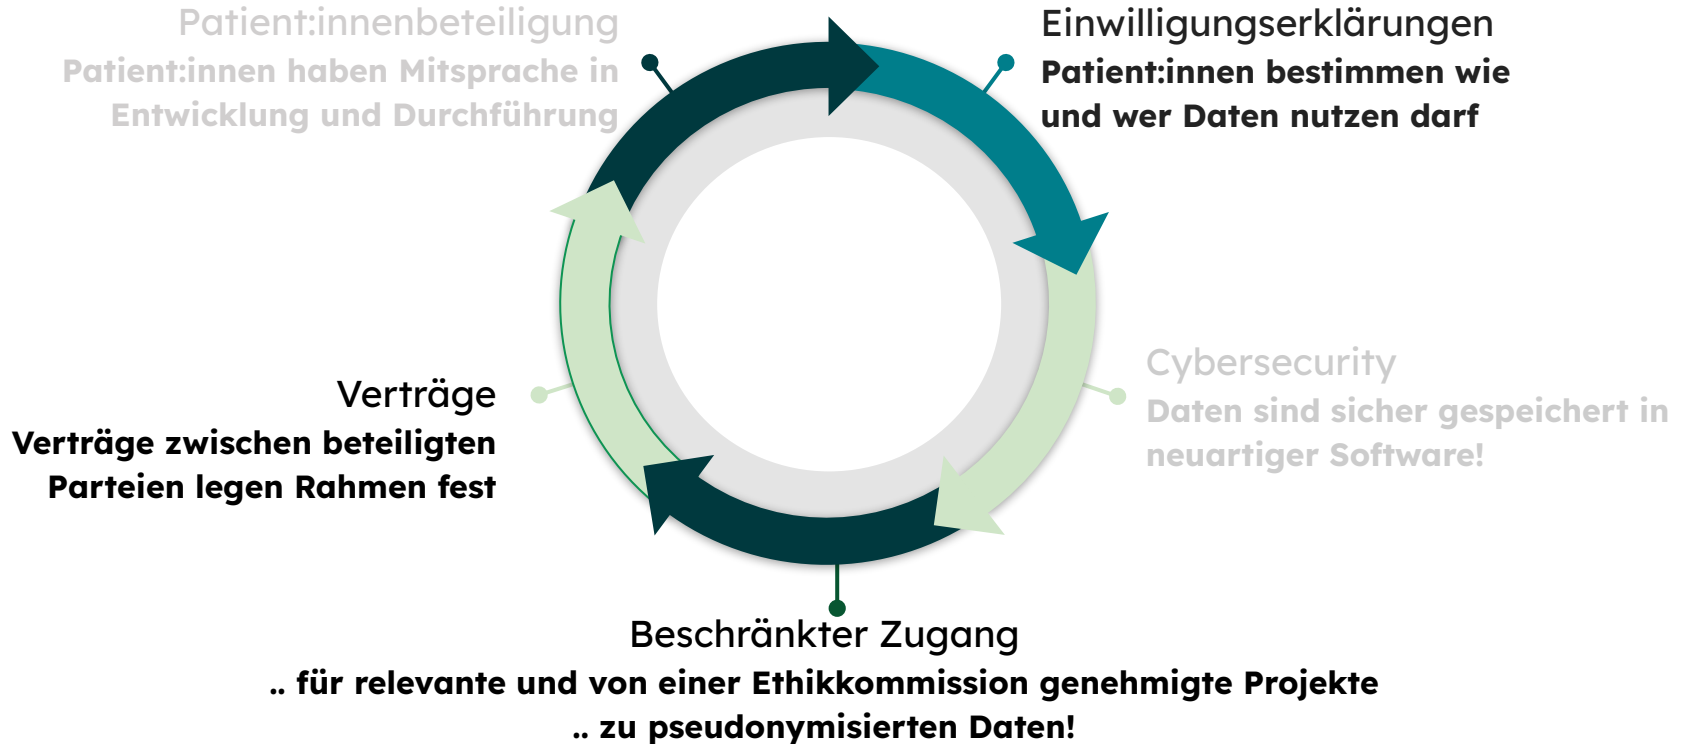 Patient:innenbeteiligung
Patient:innen haben Mitsprache in
Entwicklung und Durchführung
Einwilligungserklärungen
Patient:innen bestimmen wie
und wer Daten nutzen darf
Cybersecurity
Daten sind sicher gespeichert in
neuartiger Software!
Verträge
Verträge zwischen beteiligten
Parteien legen Rahmen fest
Beschränkter Zugang
.. für relevante und von einer Ethikkommission genehmigte Projekte
.. zu pseudonymisierten Daten!